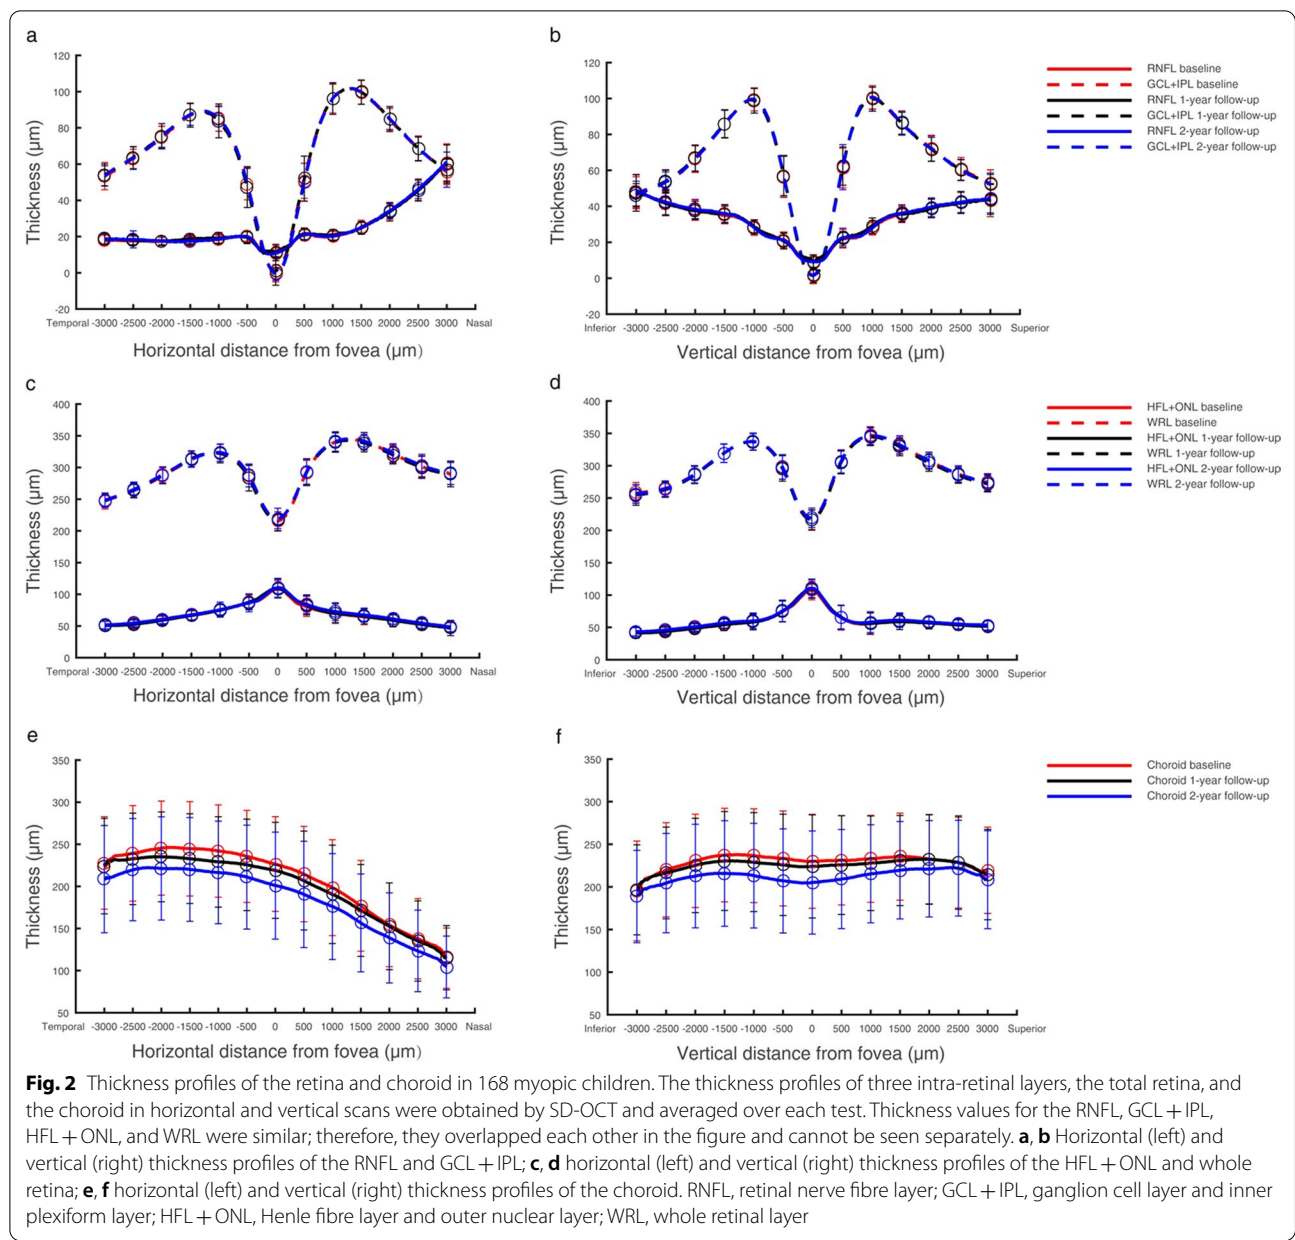 a
120
100
80
60
40
20
0
-20
Thickness (µm)
Temporal -3000 -2500 -2000 -1500 -1000 -500 0 500 1000 1500 2000 2500 3000 Nasal
Horizontal distance from fovea (µm)
b
120
100
80
60
40
20
0
-20
Thickness (µm)
Inferior -3000 -2500 -2000 -1500 -1000 -500 0 500 1000 1500 2000 2500 3000 Superior
Vertical distance from fovea (µm)
RNFL baseline
GCL+IPL baseline
RNFL 1-year follow-up
GCL+IPL 1-year follow-up
RNFL 2-year follow-up
GCL+IPL 2-year follow-up
c
400
350
300
250
200
150
100
50
0
Thickness (µm)
Temporal -3000 -2500 -2000 -1500 -1000 -500 0 500 1000 1500 2000 2500 3000 Nasal
Horizontal distance from fovea (µm)
d
400
350
300
250
200
150
100
50
0
Thickness (µm)
Inferior -3000 -2500 -2000 -1500 -1000 -500 0 500 1000 1500 2000 2500 3000 Superior
Vertical distance from fovea (µm)
HFL+ONL baseline
WRL baseline
HFL+ONL 1-year follow-up
WRL 1-year follow-up
HFL+ONL 2-year follow-up
WRL 2-year follow-up
e
350
300
250
200
150
100
50
Thickness (µm)
Temporal -3000 -2500 -2000 -1500 -1000 -500 0 500 1000 1500 2000 2500 3000 Nasal
Horizontal distance from fovea (µm)
f
350
300
250
200
150
100
50
Thickness (µm)
Inferior -3000 -2500 -2000 -1500 -1000 -500 0 500 1000 1500 2000 2500 3000 Superior
Vertical distance from fovea (µm)
Choroid baseline
Choroid 1-year follow-up
Choroid 2-year follow-up
Fig. 2 Thickness profiles of the retina and choroid in 168 myopic children. The thickness profiles of three intra-retinal layers, the total retina, and
the choroid in horizontal and vertical scans were obtained by SD-OCT and averaged over each test. Thickness values for the RNFL, GCL + IPL,
HFL + ONL, and WRL were similar; therefore, they overlapped each other in the figure and cannot be seen separately. a, b Horizontal (left) and
vertical (right) thickness profiles of the RNFL and GCL + IPL; c, d horizontal (left) and vertical (right) thickness profiles of the HFL + ONL and whole
retina; e, f horizontal (left) and vertical (right) thickness profiles of the choroid. RNFL, retinal nerve fibre layer; GCL + IPL, ganglion cell layer and inner
plexiform layer; HFL + ONL, Henle fibre layer and outer nuclear layer; WRL, whole retinal layer